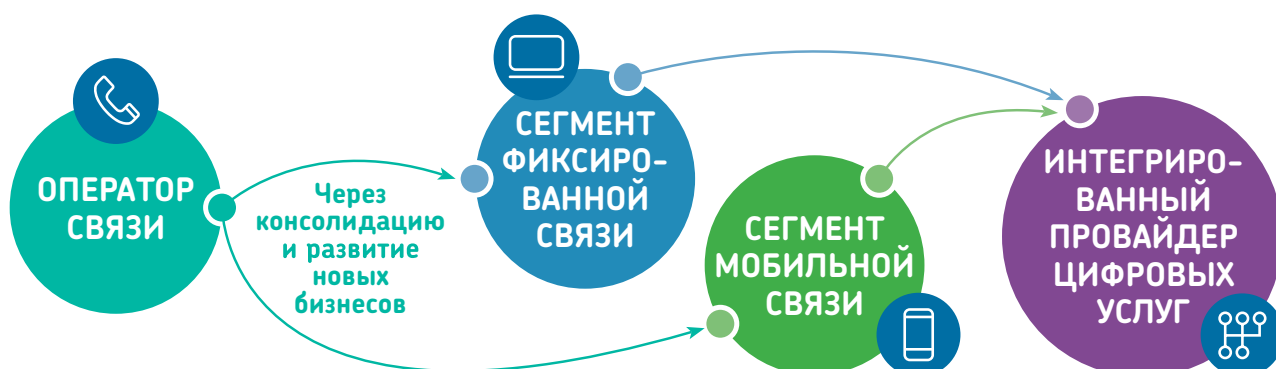 ОПЕРАТОР
СВЯЗИ
Через
консолидацию
и развитие
новых
бизнесов
СЕГМЕНТ
ФИКСИРО-
ВАННОЙ
СВЯЗИ
СЕГМЕНТ
МОБИЛЬНОЙ
СВЯЗИ
ИНТЕГРИРО-
ВАННЫЙ
ПРОВАЙДЕР
ЦИФРОВЫХ
УСЛУГ